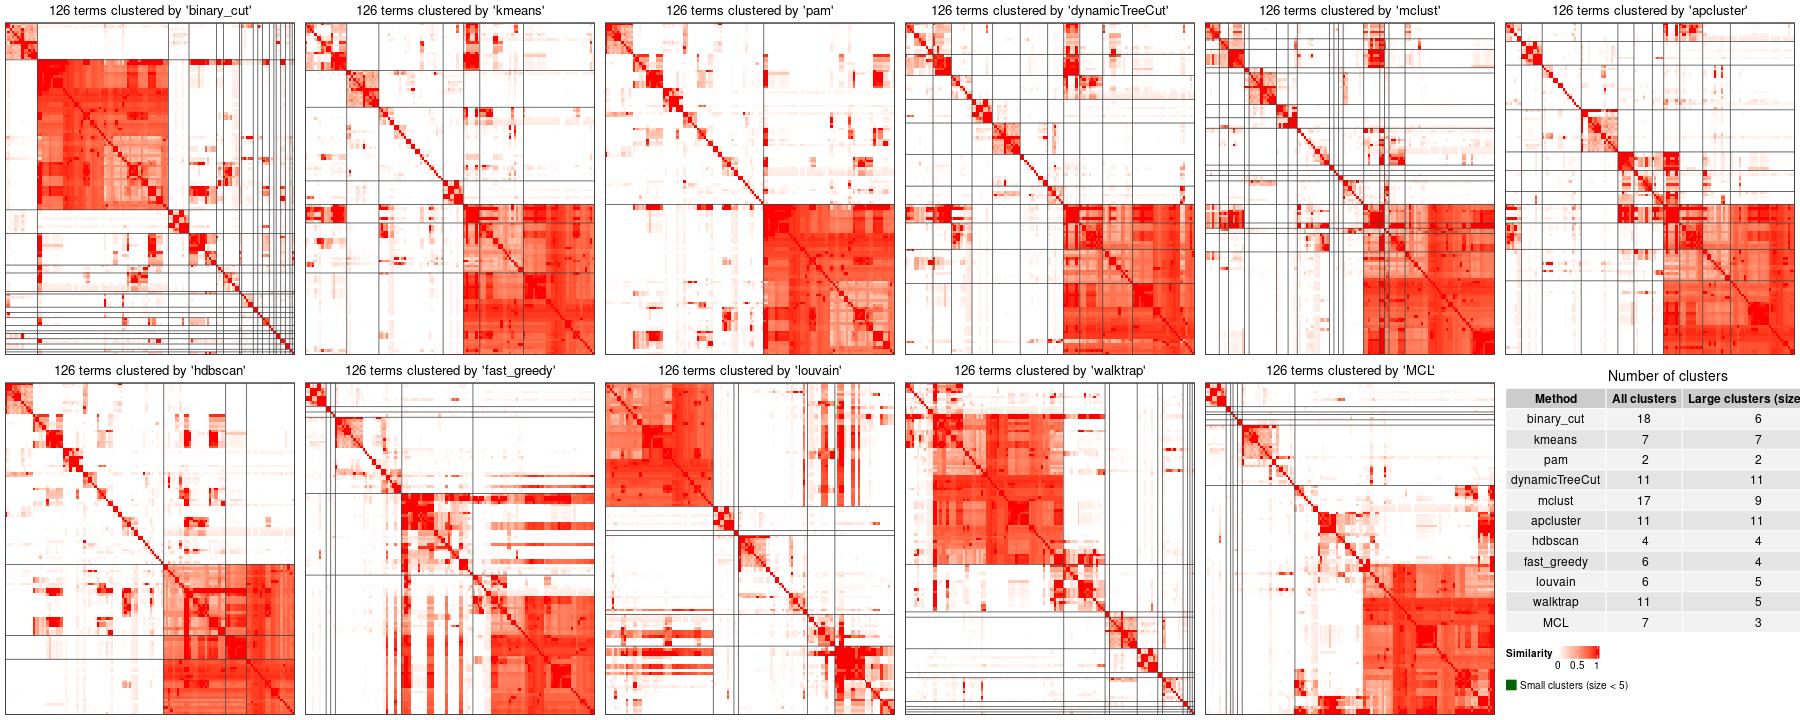 126 terms clustered by 'binary_cut'
126 terms clustered by 'kmeans'
126 terms clustered by 'pam'
126 terms clustered by 'dynamicTreeCut'
126 terms clustered by 'mclust'
126 terms clustered by 'apcluster'
126 terms clustered by 'hdbscan'
126 terms clustered by 'fast_greedy'
126 terms clustered by 'louvain'
126 terms clustered by 'walktrap'
126 terms clustered by 'MCL'
Number of clusters
Method All clusters Large clusters (size
binary_cut 18 6
kmeans 7 7
pam 2 2
dynamicTreeCut 11 11
mclust 17 9
apcluster 11 11
hdbscan 4 4
fast_greedy 6 4
louvain 6 5
walktrap 11 5
MCL 7 3
Similarity
0 0.5 1
Small clusters (size < 5)